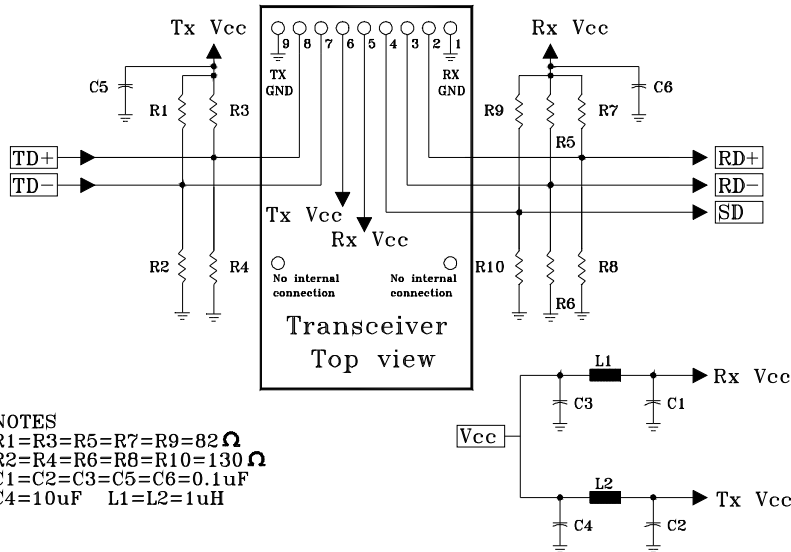 Tx Vcc
Rx Vcc
9 8 7 6 5 4 3 2 1
TX
GND
RX
GND
C5
C6
R1
R3
R9
R7
R5
TD+
RD+
TD-
RD-
SD
Tx Vcc
Rx Vcc
R2
R4
R10
R8
R6
No internal
connection
No internal
connection
Transceiver
Top view
L1
Rx Vcc
C3
C1
Vcc
L2
Tx Vcc
C4
C2
NOTES
R1=R3=R5=R7=R9=82Ω
R2=R4=R6=R8=R10=130Ω
C1=C2=C3=C5=C6=0.1uF
C4=10uF L1=L2=1uH